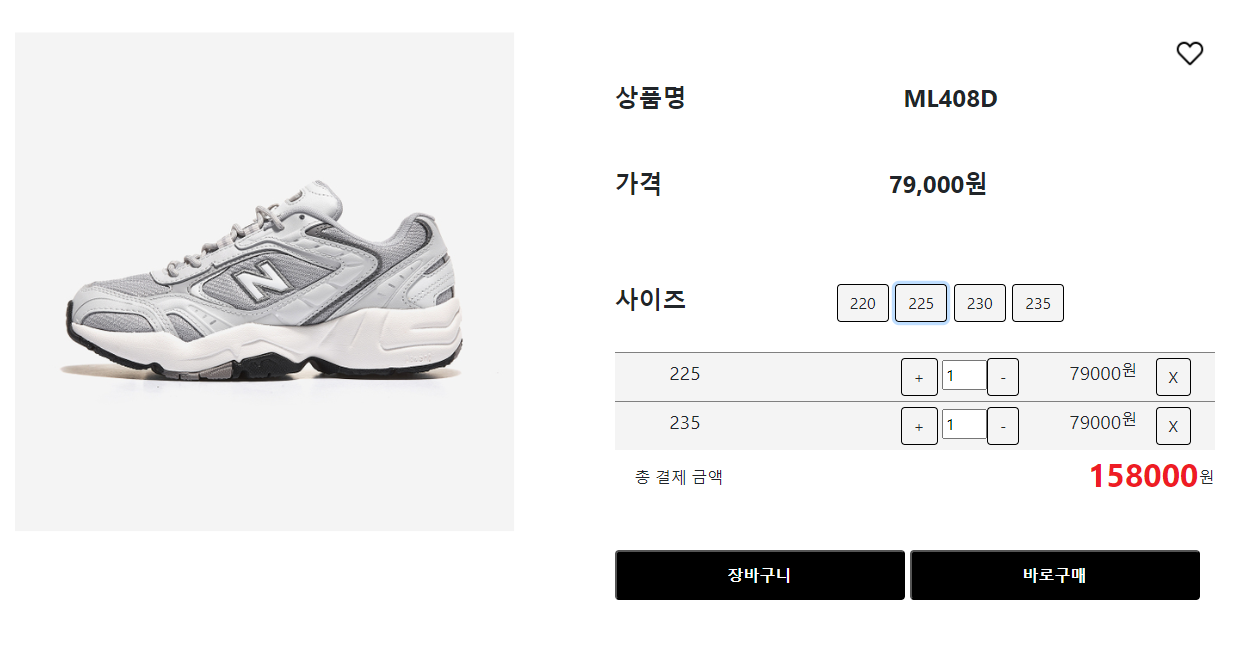 상품명 ML408D
가격 79,000원
사이즈 220 225 230 235
225 + 1 - 79000원 X
235 + 1 - 79000원 X
총 결제 금액 158000원
장바구니 바로구매
N